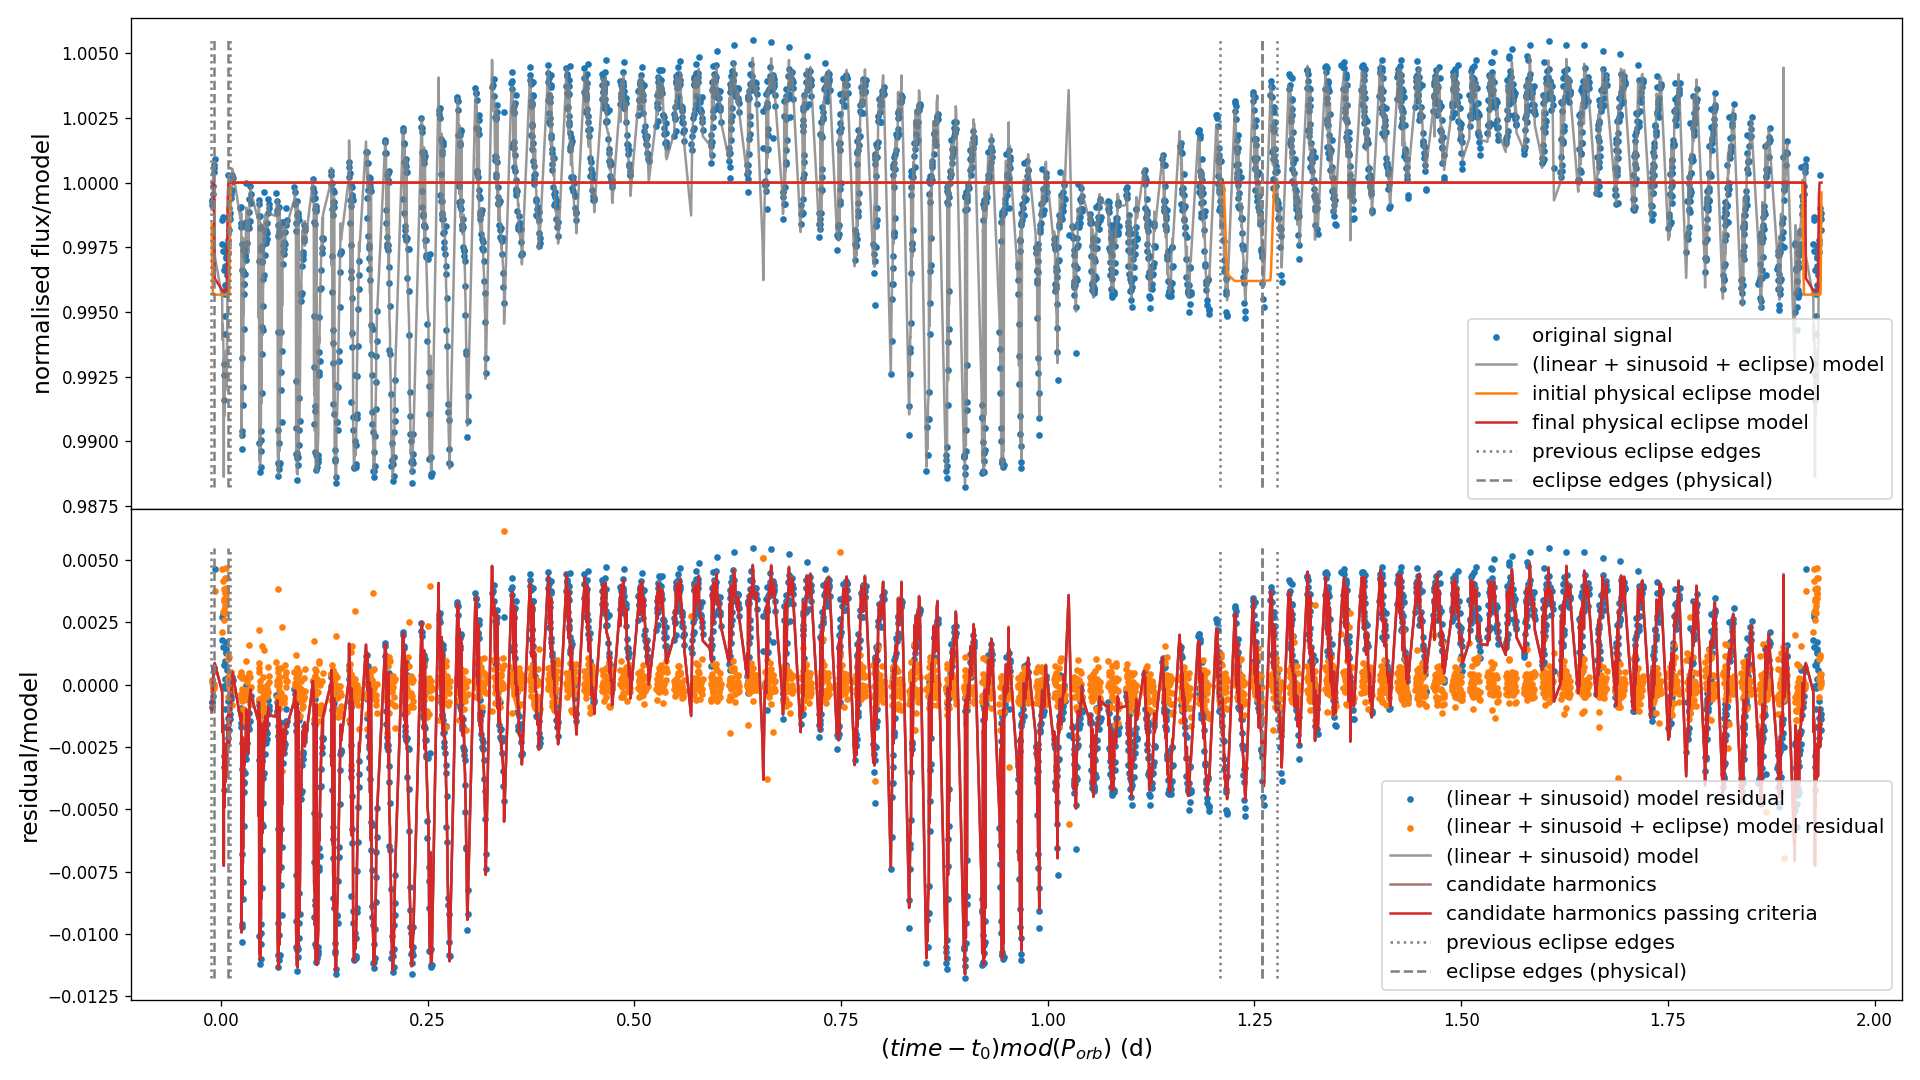 1.0050
1.0025
1.0000
0.9975
0.9950
0.9925
0.9900
0.9875
normalised flux/model
original signal
(linear + sinusoid + eclipse) model
initial physical eclipse model
final physical eclipse model
previous eclipse edges
eclipse edges (physical)
0.0050
0.0025
0.0000
−0.0025
−0.0050
−0.0075
−0.0100
−0.0125
residual/model
(linear + sinusoid) model residual
(linear + sinusoid + eclipse) model residual
(linear + sinusoid) model
candidate harmonics
candidate harmonics passing criteria
previous eclipse edges
eclipse edges (physical)
0.00 0.25 0.50 0.75 1.00 1.25 1.50 1.75 2.00
(time − t₀)mod(P_orb) (d)